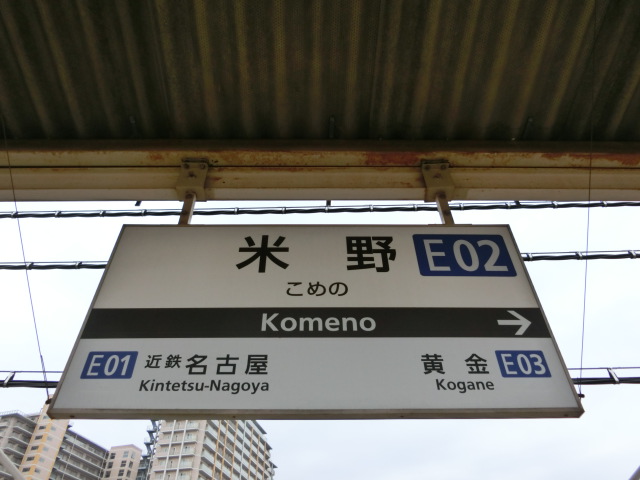 米野 E02
こめの
Komeno →
E01 近鉄名古屋 黄金 E03
Kintetsu-Nagoya Kogane